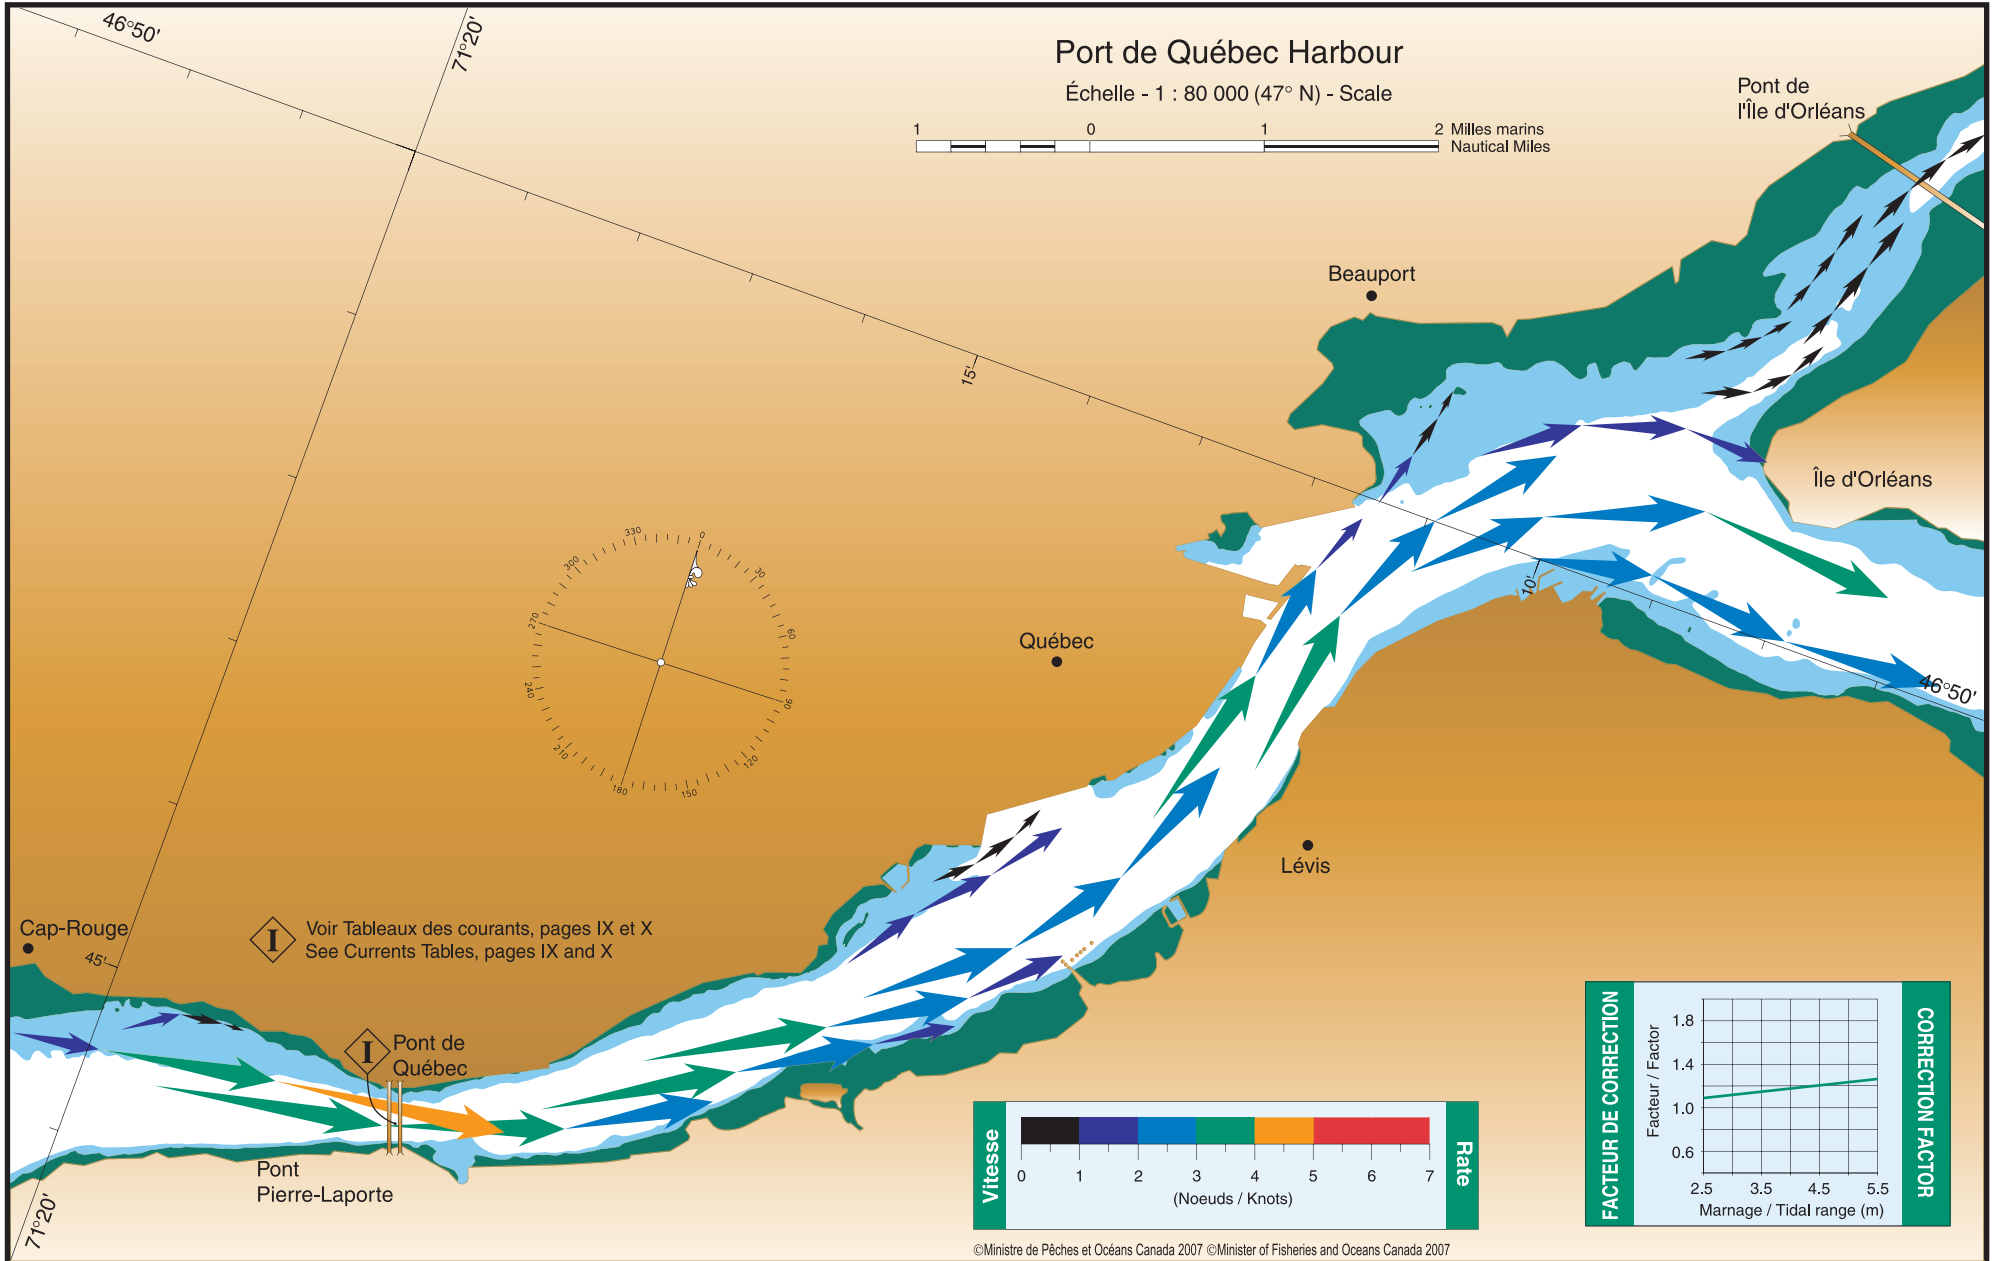 46°50'
71°20'
Port de Québec Harbour
Échelle - 1 : 80 000 (47° N) - Scale
1 0 1 2 Milles marins
Nautical Miles
Pont de
l'Île d'Orléans
Beauport
15'
Île d'Orléans
0
30
60
90
120
150
180
210
240
270
300
330
10'
Québec
46°50'
Lévis
Cap-Rouge
45'
I
Voir Tableaux des courants, pages IX et X
See Currents Tables, pages IX and X
I
Pont de
Québec
Pont
Pierre-Laporte
71°20'
Vitesse
0 1 2 3 4 5 6 7
(Noeuds / Knots)
Rate
FACTEUR DE CORRECTION
Facteur / Factor
1.8
1.4
1.0
0.6
2.5 3.5 4.5 5.5
Marnage / Tidal range (m)
CORRECTION FACTOR
©Ministre de Pêches et Océans Canada 2007 ©Minister of Fisheries and Oceans Canada 2007